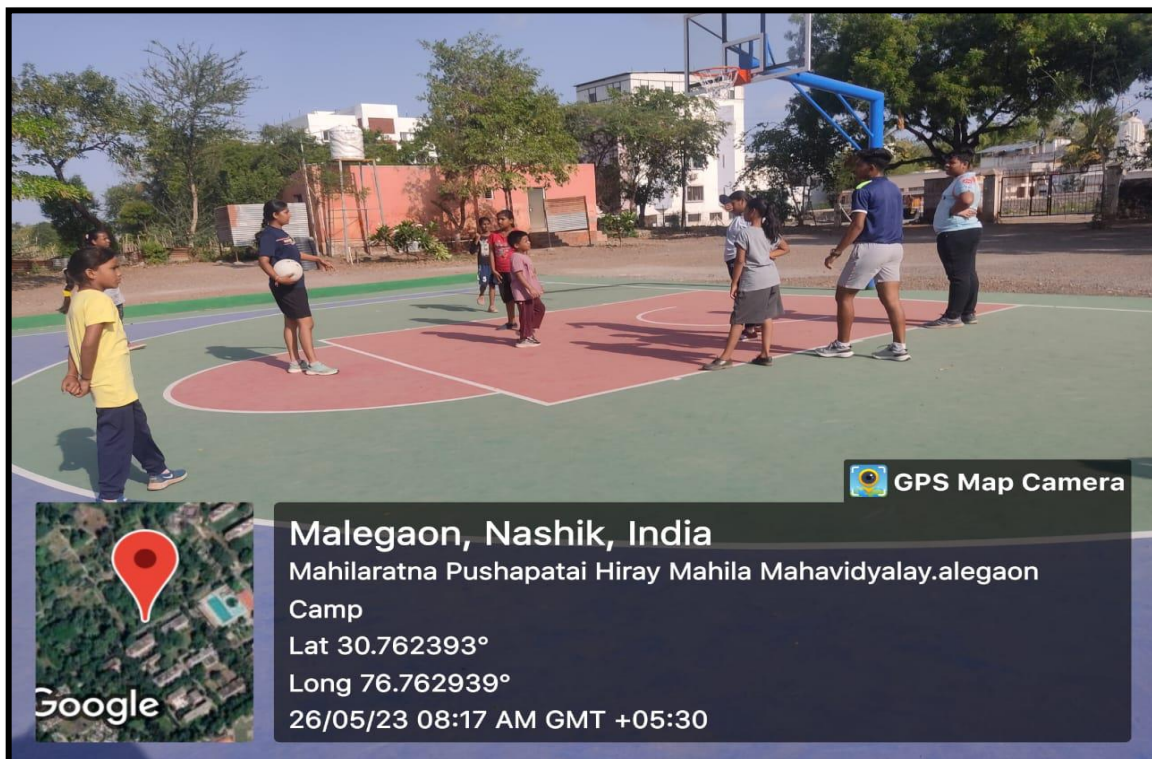 GPS Map Camera
Malegaon, Nashik, India
Mahilaratna Pushapatai Hiray Mahila Mahavidyalay.alegaon
Camp
Lat 30.762393°
Long 76.762939°
26/05/23 08:17 AM GMT +05:30
Google